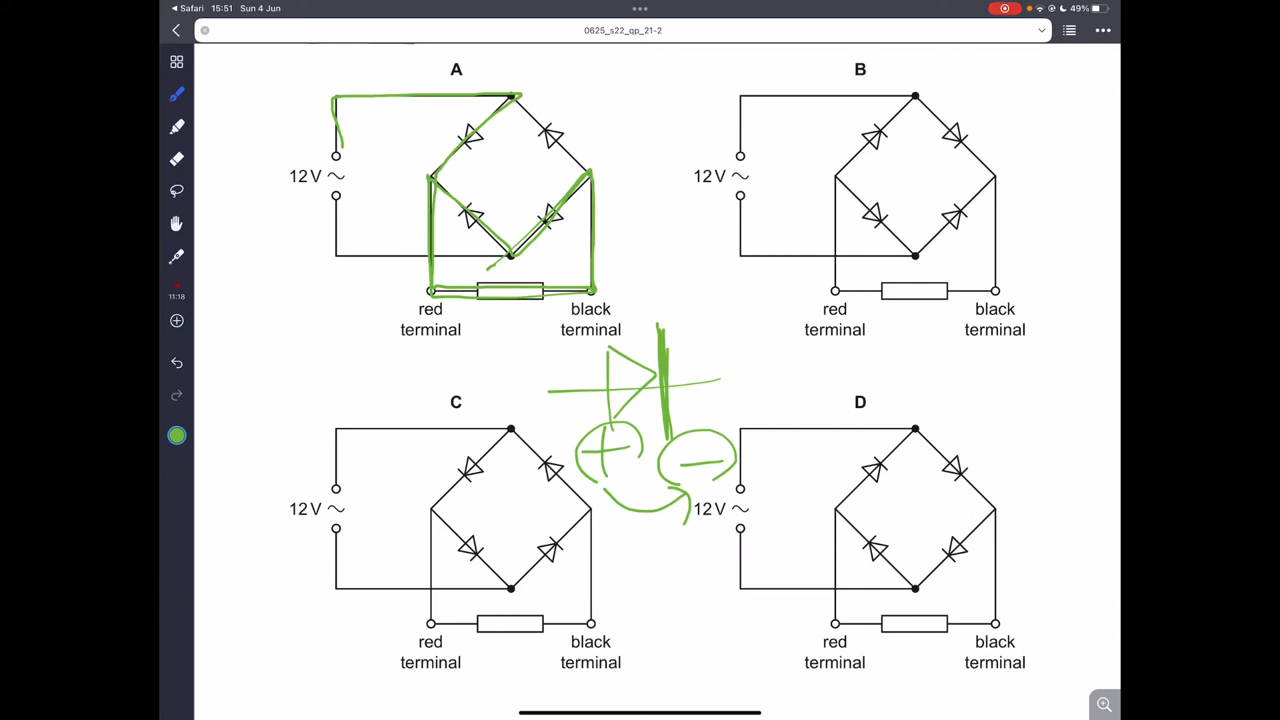 Safari 15:51 Sun 4 Jun
49%
0625_s22_qp_21-2
A
B
12 V ~
12 V ~
red terminal
black terminal
red terminal
black terminal
11:18
C
D
+
−
12 V ~
12 V ~
red terminal
black terminal
red terminal
black terminal